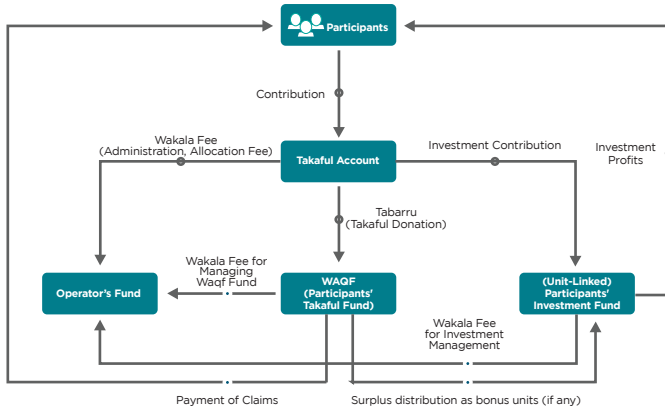 Participants
Contribution
Wakala Fee
(Administration, Allocation Fee)
Takaful Account
Investment Contribution
Investment
Profits
Tabarru
(Takaful Donation)
Wakala Fee for
Managing
Waqf Fund
Operator's Fund
WAQF
(Participants'
Takaful Fund)
(Unit-Linked)
Participants'
Investment Fund
Wakala Fee
for Investment
Management
Payment of Claims
Surplus distribution as bonus units (if any)